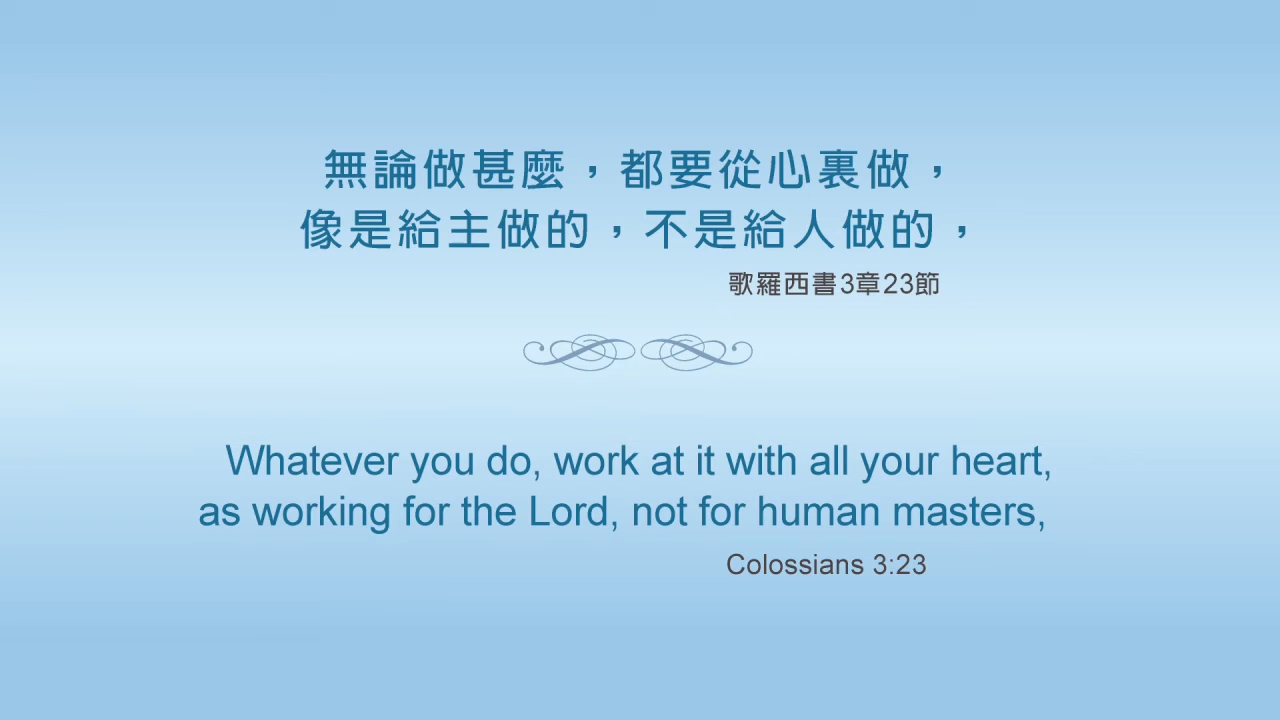 無論做甚麼，都要從心裏做，
像是給主做的，不是給人做的，
歌羅西書3章23節
Whatever you do, work at it with all your heart,
as working for the Lord, not for human masters,
Colossians 3:23